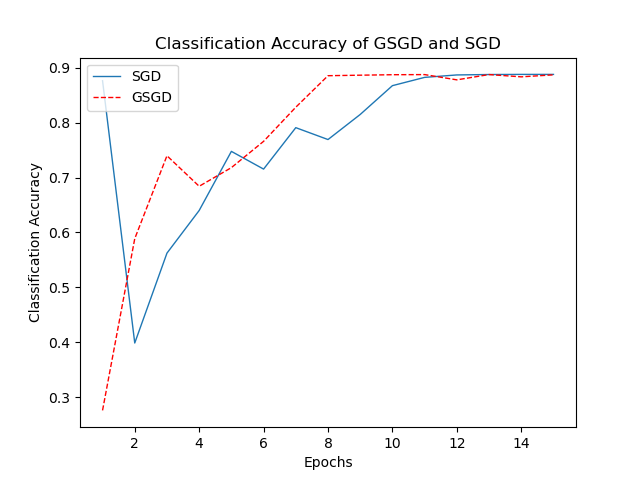 Classification Accuracy of GSGD and SGD
SGD
GSGD
Classification Accuracy
0.9
0.8
0.7
0.6
0.5
0.4
0.3
2 4 6 8 10 12 14
Epochs